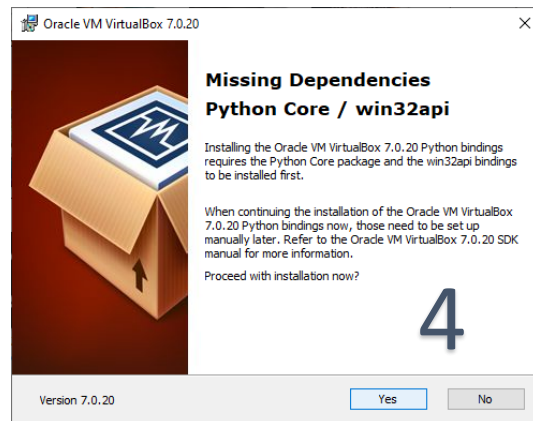 Oracle VM VirtualBox 7.0.20
Missing Dependencies
Python Core / win32api
Installing the Oracle VM VirtualBox 7.0.20 Python bindings
requires the Python Core package and the win32api bindings
to be installed first.
When continuing the installation of the Oracle VM VirtualBox
7.0.20 Python bindings now, those need to be set up
manually later. Refer to the Oracle VM VirtualBox 7.0.20 SDK
manual for more information.
Proceed with installation now?
4
Version 7.0.20
Yes
No